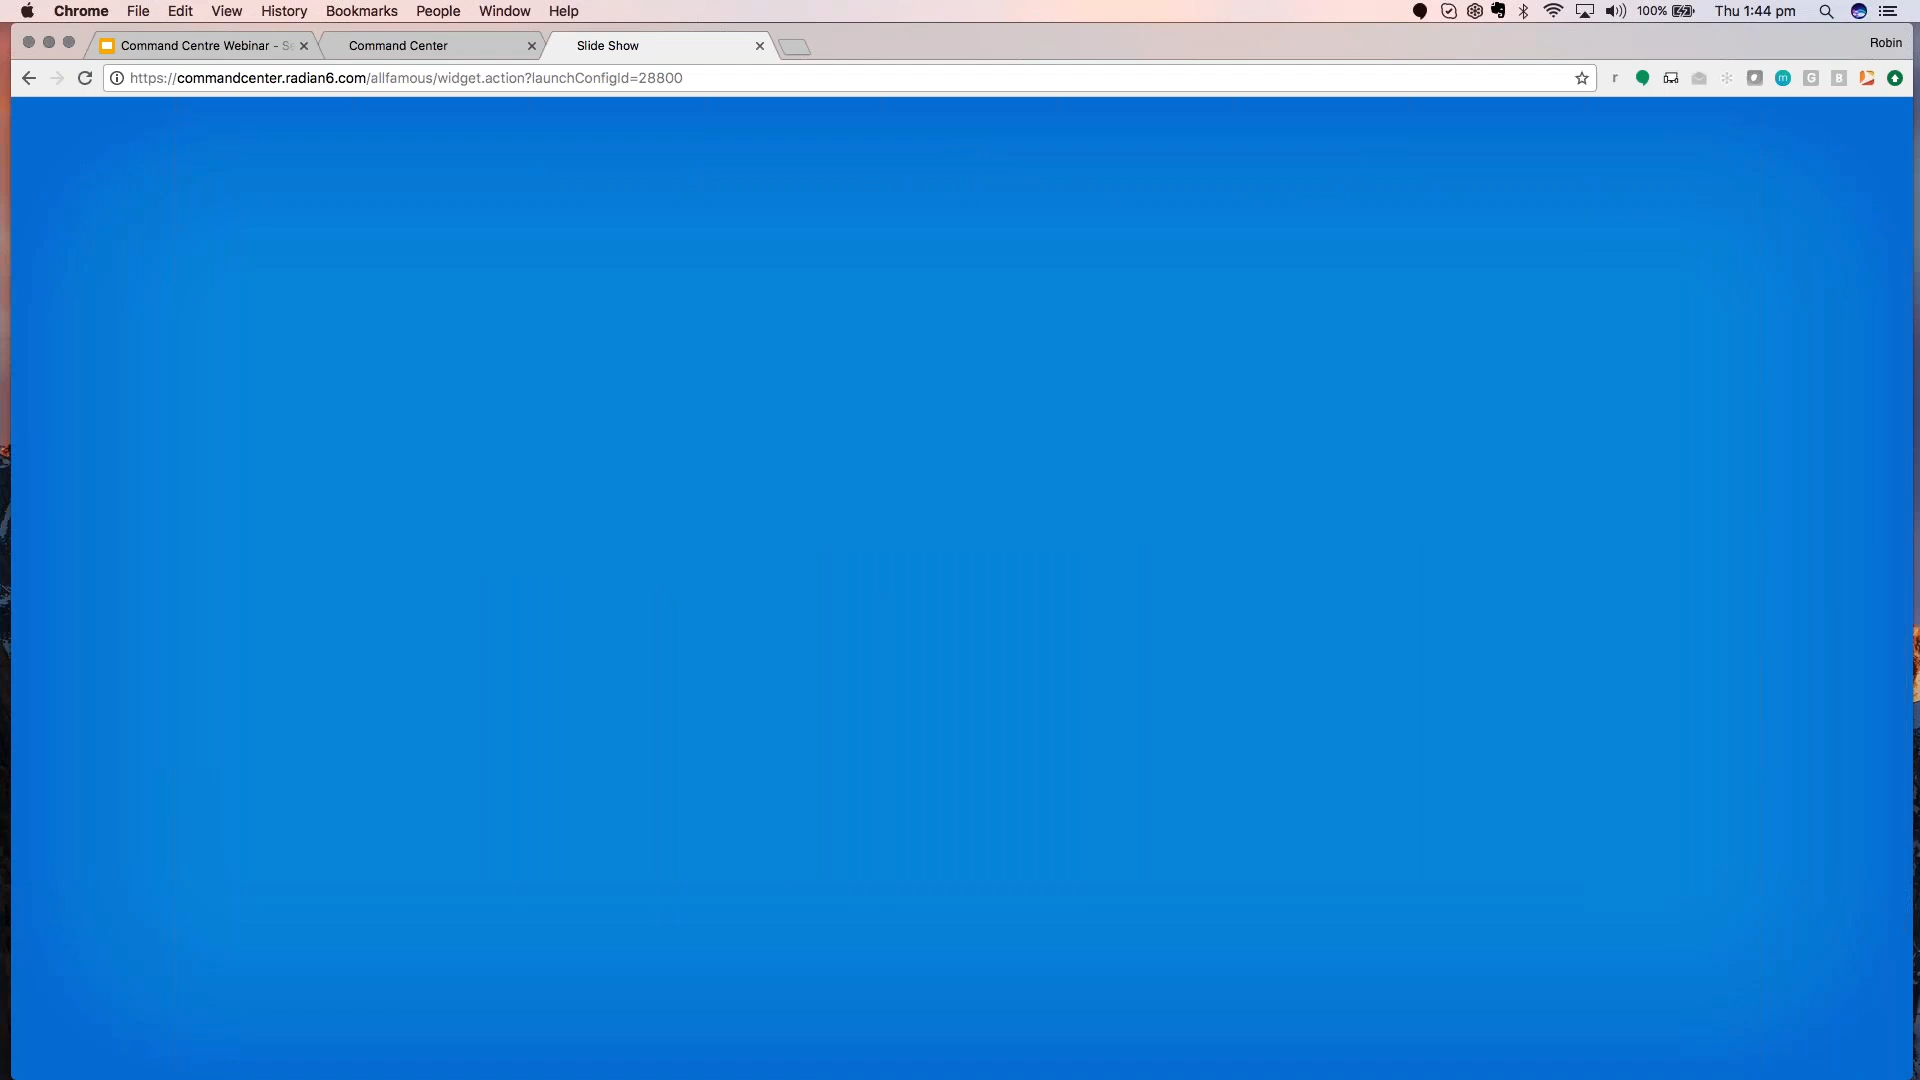 Chrome File Edit View History Bookmarks People Window Help 100% Thu 1:44 pm
Command Centre Webinar - Se Command Center Slide Show Robin
https://commandcenter.radian6.com/allfamous/widget.action?launchConfigId=28800 r m G B